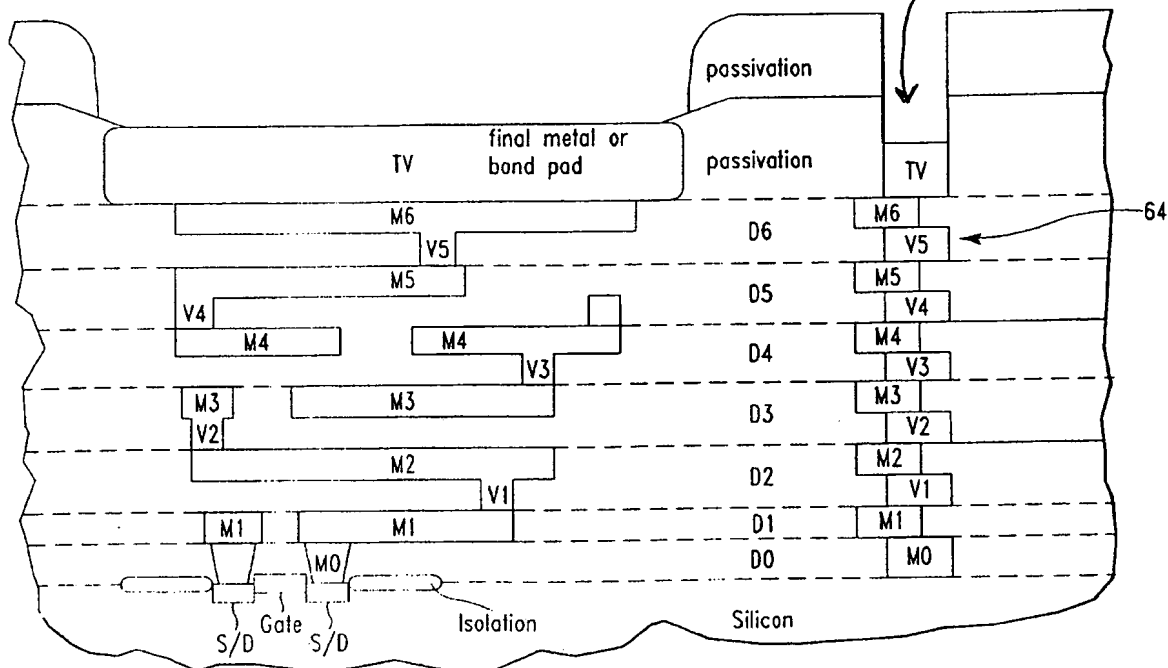 passivation
final metal or
TV bond pad passivation TV
M6 M6
D6 64
V5 V5
M5 M5
D5
V4 V4
M4 M4 M4
D4
V3 V3
M3 M3 M3
D3
V2 V2
M2 M2
D2
V1 V1
M1 M1 D1 M1
M0 D0 M0
Gate Isolation Silicon
S/D S/D